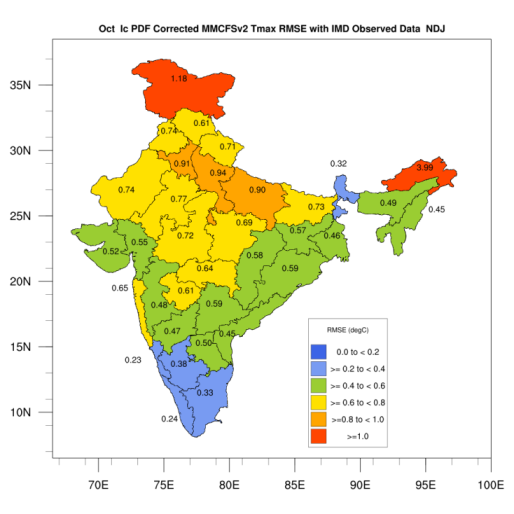 Oct Ic PDF Corrected MMCFSv2 Tmax RMSE with IMD Observed Data NDJ
35N
1.18
0.61
0.74
0.71
30N
0.32
0.91
3.99
0.94
0.90
0.74
0.77
0.73
0.49
0.45
25N
0.69
0.57
0.72
0.46
0.55
0.52
0.58
0.59
20N
0.64
0.65
0.61
0.48
0.59
0.47
0.45
15N
0.50
0.23
0.38
0.33
10N
0.24
RMSE (degC)
0.0 to < 0.2
>= 0.2 to < 0.4
>= 0.4 to < 0.6
>= 0.6 to < 0.8
>=0.8 to < 1.0
>=1.0
70E 75E 80E 85E 90E 95E 100E